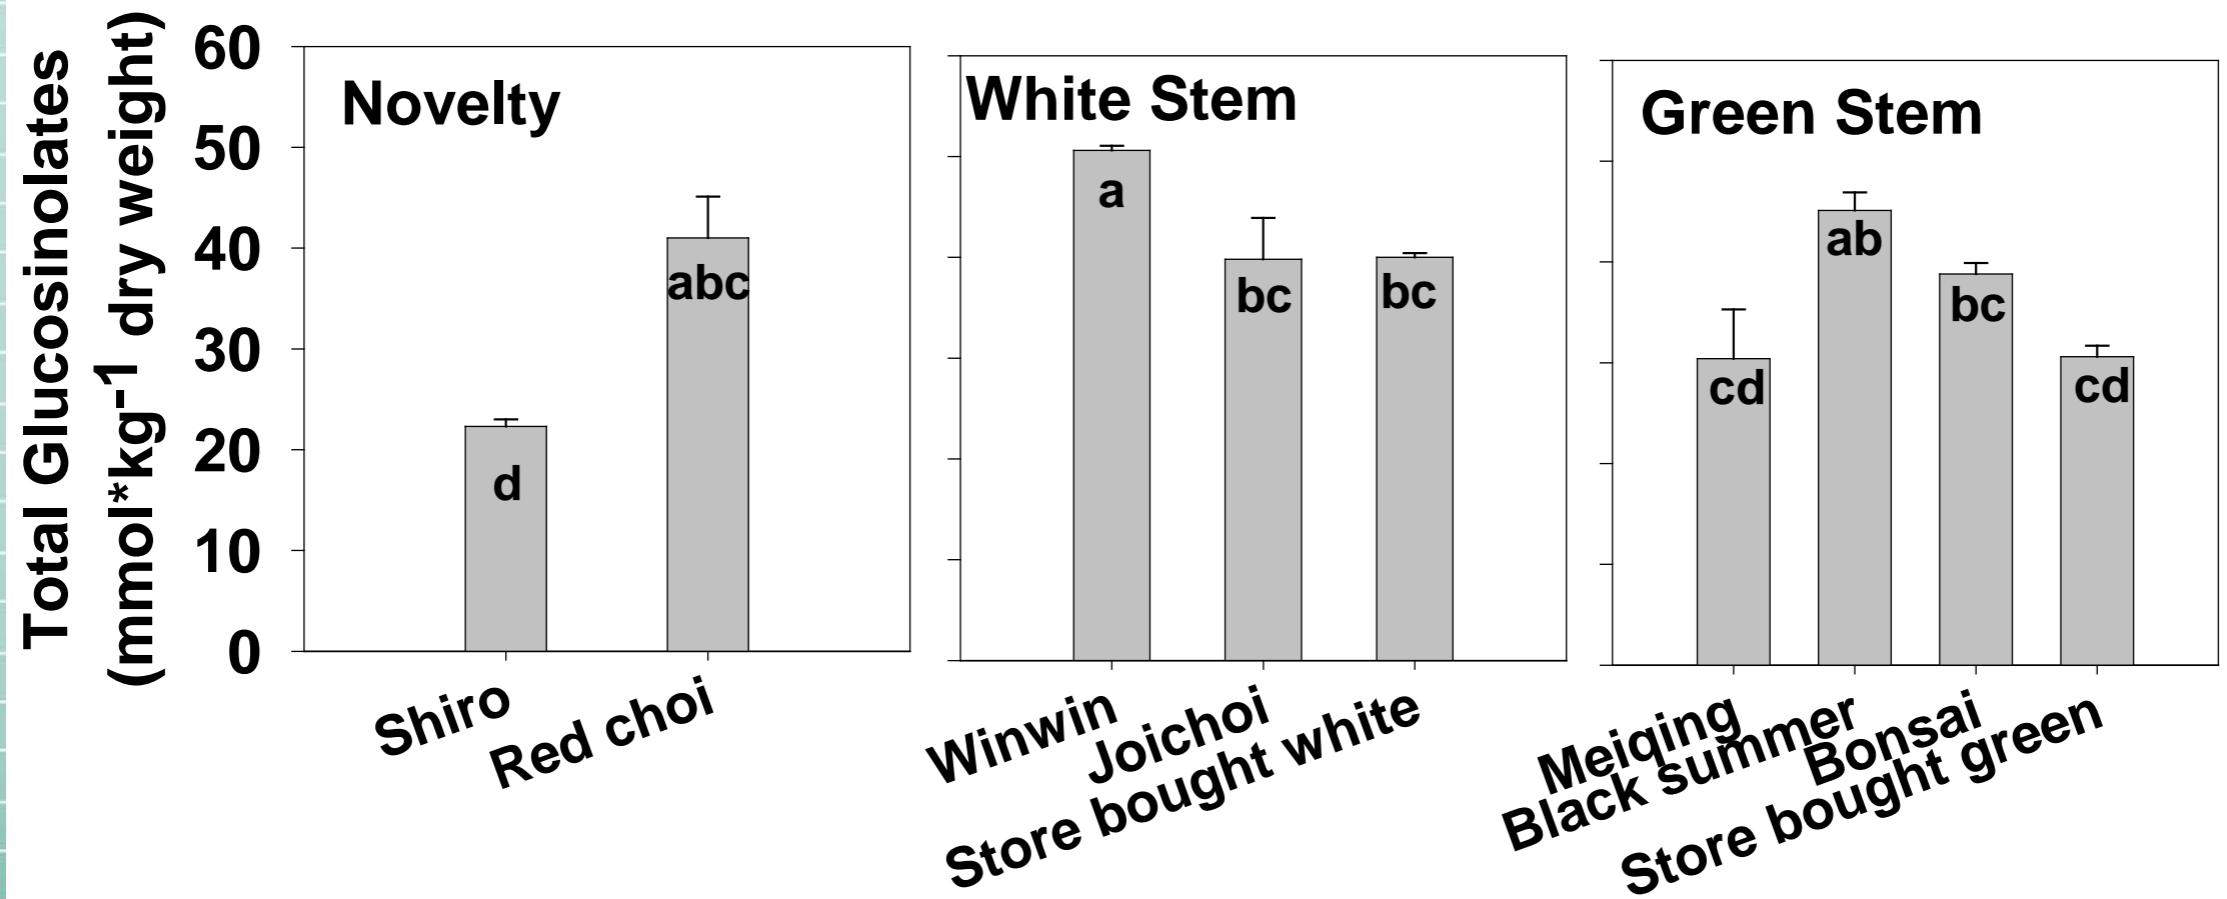 Total Glucosinolates
(mmol*kg⁻¹ dry weight)
60
50
40
30
20
10
0
Novelty
d
abc
Shiro
Red choi
White Stem
a
bc
bc
Winwin
Joichoi
Store bought white
Green Stem
cd
ab
bc
cd
Meiqing
Black summer
Bonsai
Store bought green